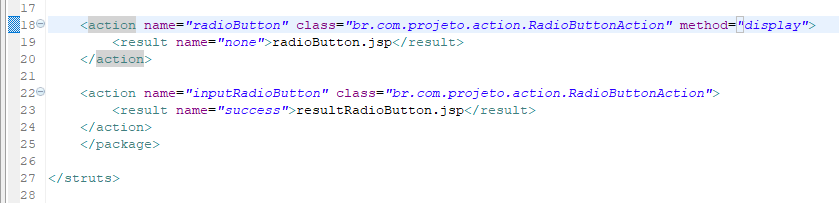 17
18 <action name="radioButton" class="br.com.projeto.action.RadioButtonAction" method="display">
19 <result name="none">radioButton.jsp</result>
20 </action>
21
22 <action name="inputRadioButton" class="br.com.projeto.action.RadioButtonAction">
23 <result name="success">resultRadioButton.jsp</result>
24 </action>
25 </package>
26
27 </struts>
28